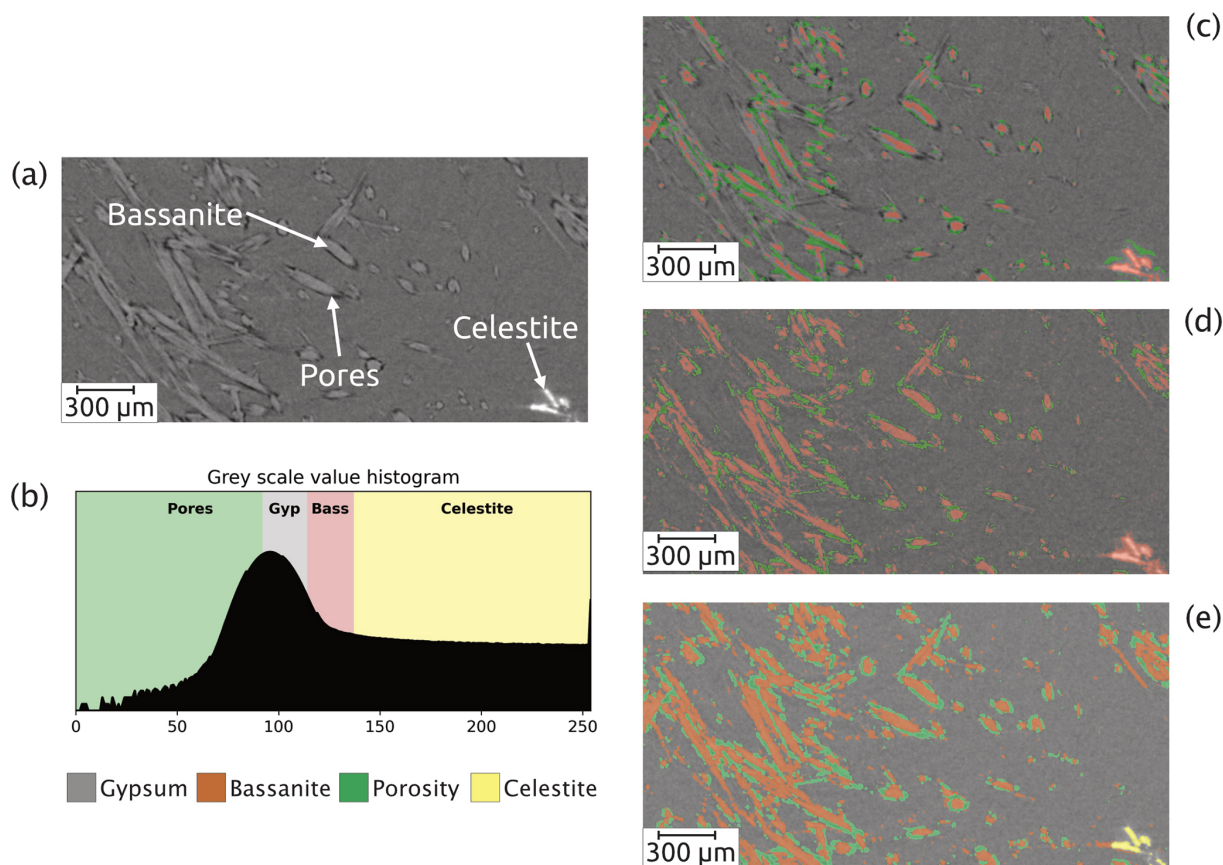 (a)
Bassanite
Celestite
Pores
300 µm
(b)
Grey scale value histogram
Pores Gyp Bass Celestite
0 50 100 150 200 250
Gypsum Bassanite Porosity Celestite
(c)
300 µm
(d)
300 µm
(e)
300 µm